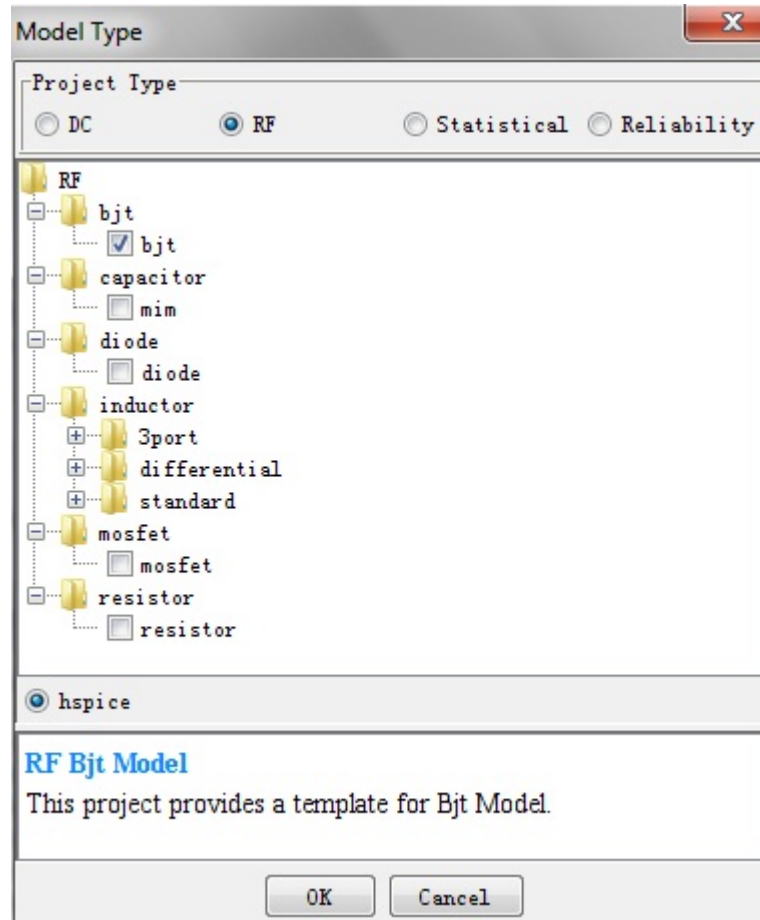 Model Type
Project Type
DC RF Statistical Reliability
RF
bjt
bjt
capacitor
mim
diode
diode
inductor
3port
differential
standard
mosfet
mosfet
resistor
resistor
hspice
RF Bjt Model
This project provides a template for Bjt Model.
OK Cancel